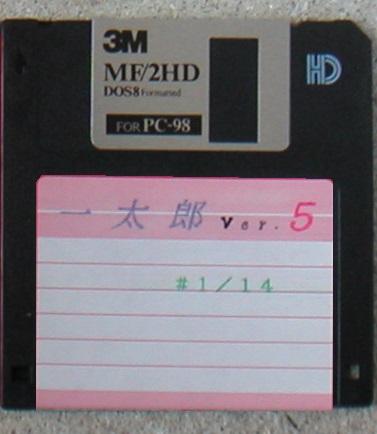 3M
MF/2HD
DOS8 Formatted
FOR PC-98
HD
一太郎 ver.5
#1/14